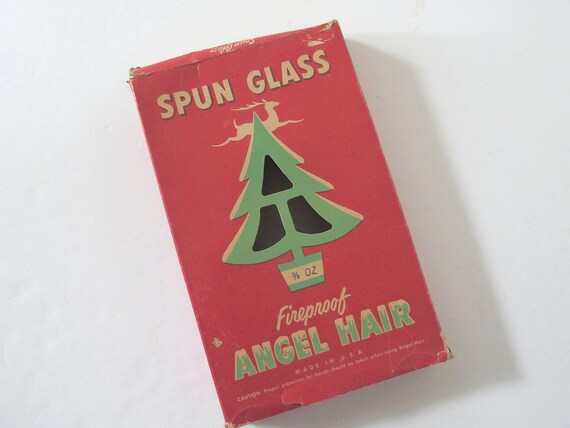 SPUN GLASS
⅜ OZ
Fireproof
ANGEL HAIR
MADE IN U.S.A.
CAUTION: Proper protection for hands should be taken when using Angel Hair.